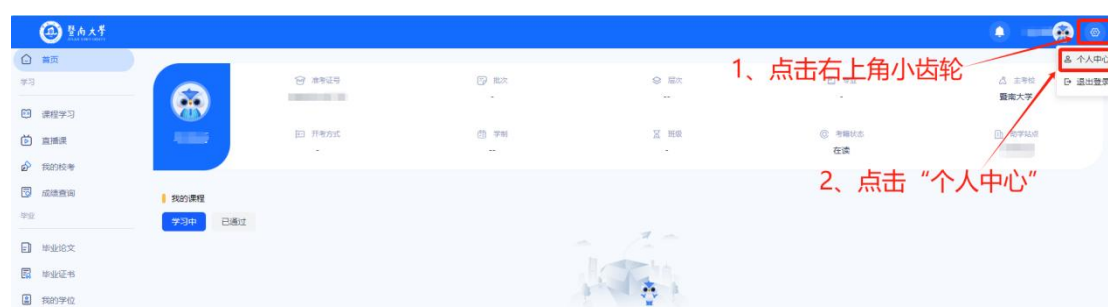 暨南大学
首页
学习
课程学习
直播课
我的校考
成绩查询
学业
毕业论文
毕业证书
我的学位
准考证号
批次
-
层次
--
-
主考校
暨南大学
开考方式
-
学制
--
班级
-
考籍状态
在读
助学站点
我的课程
学习中
已通过
1、点击右上角小齿轮
2、点击“个人中心”
个人中心
退出登录